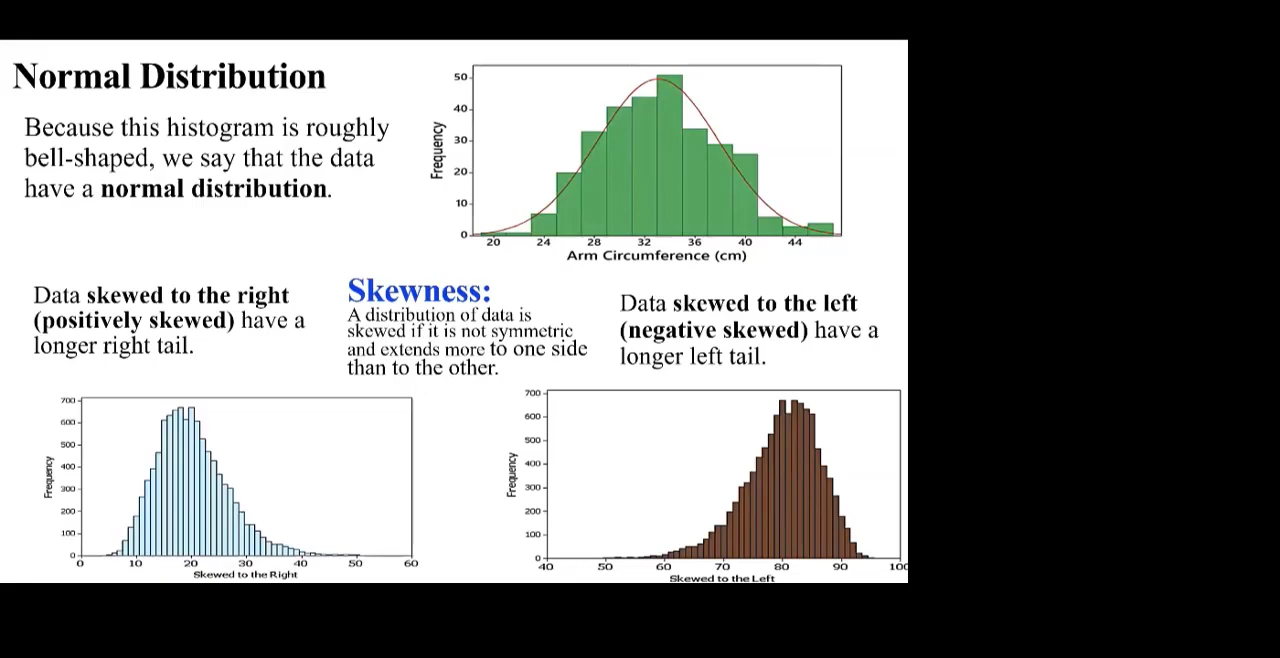 Normal Distribution
Because this histogram is roughly
bell-shaped, we say that the data
have a normal distribution.
Frequency
50
40
30
20
10
0
20 24 28 32 36 40 44
Arm Circumference (cm)
Data skewed to the right
(positively skewed) have a
longer right tail.
Skewness:
A distribution of data is
skewed if it is not symmetric
and extends more to one side
than to the other.
Data skewed to the left
(negative skewed) have a
longer left tail.
Frequency
700
600
500
400
300
200
100
0
0 10 20 30 40 50 60
Skewed to the Right
Frequency
700
600
500
400
300
200
100
0
40 50 60 70 80 90 100
Skewed to the Left